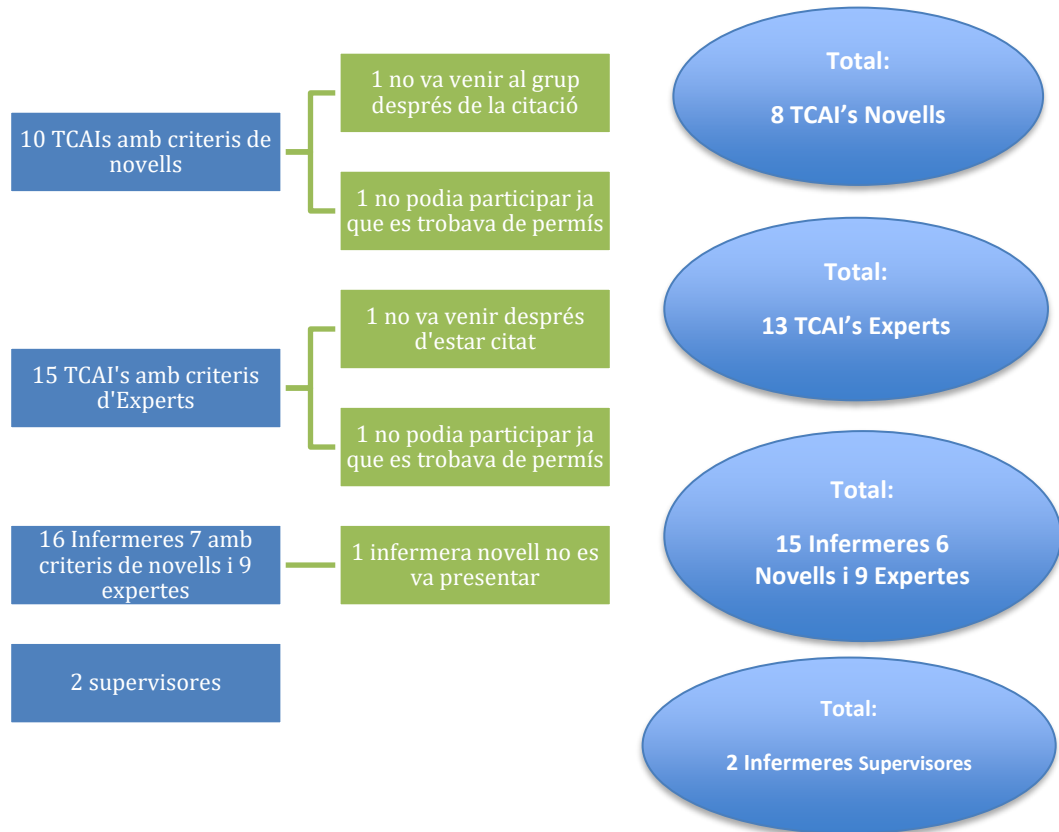 10 TCAIs amb criteris de
novells
1 no va venir al grup
després de la citació
1 no podia participar ja
que es trobava de permís
Total:
8 TCAI’s Novells
15 TCAI's amb criteris
d'Experts
1 no va venir després
d'estar citat
1 no podia participar ja
que es trobava de permís
Total:
13 TCAI’s Experts
16 Infermeres 7 amb
criteris de novells i 9
expertes
1 infermera novell no es
va presentar
Total:
15 Infermeres 6
Novells i 9 Expertes
2 supervisores
Total:
2 Infermeres Supervisores